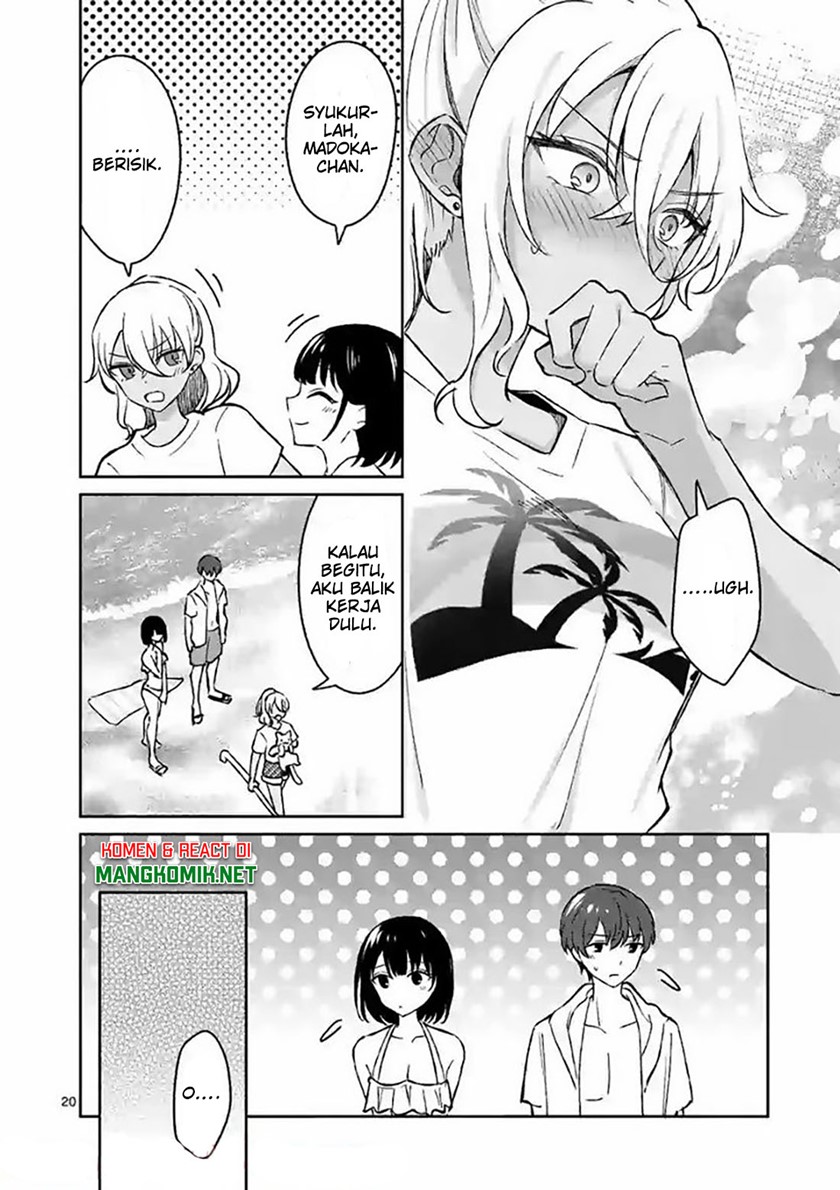 .....UGH.
SYUKUR-
LAH,
MADOKA-
CHAN.
....
BERISIK.
KALAU
BEGITU,
AKU BALIK
KERJA
DULU.
KOMEN & REACT DI
MANGKOMIK.NET
O....
20